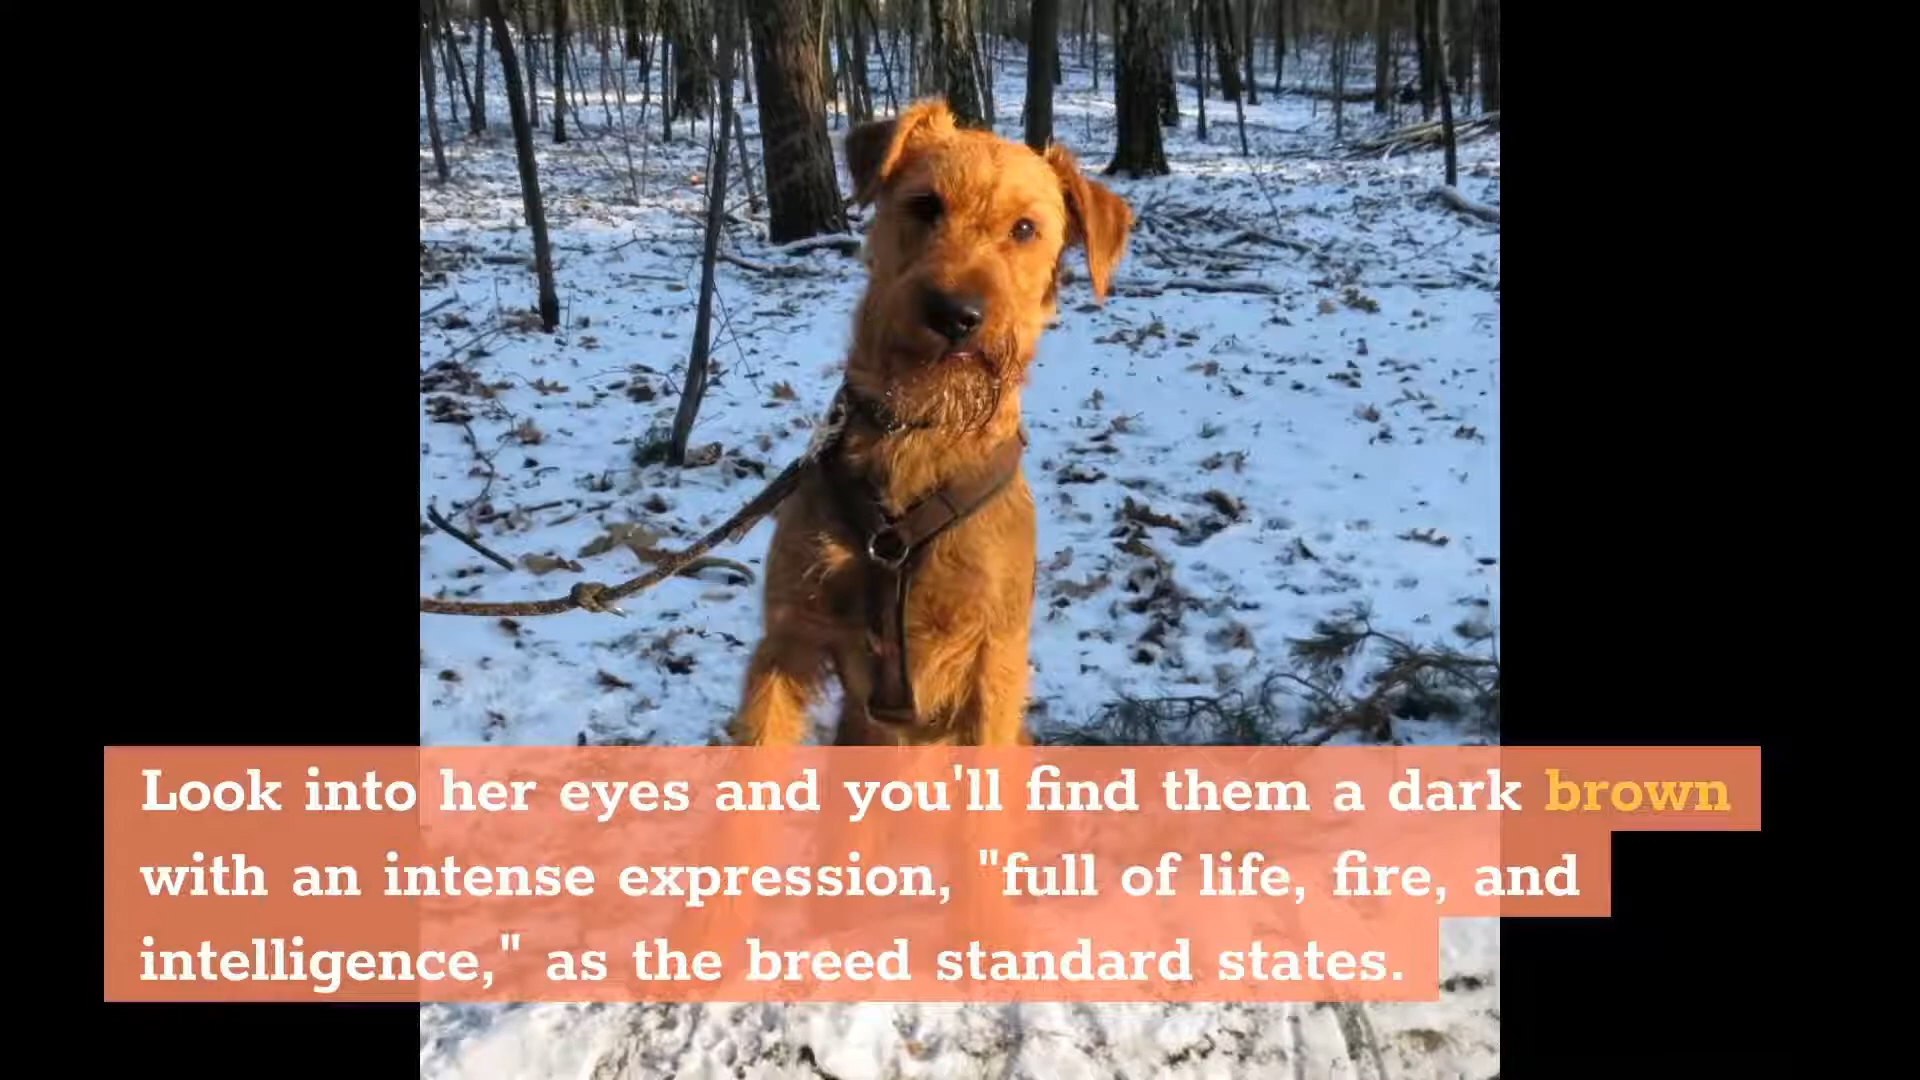 Look into her eyes and you'll find them a dark brown
with an intense expression, "full of life, fire, and
intelligence," as the breed standard states.